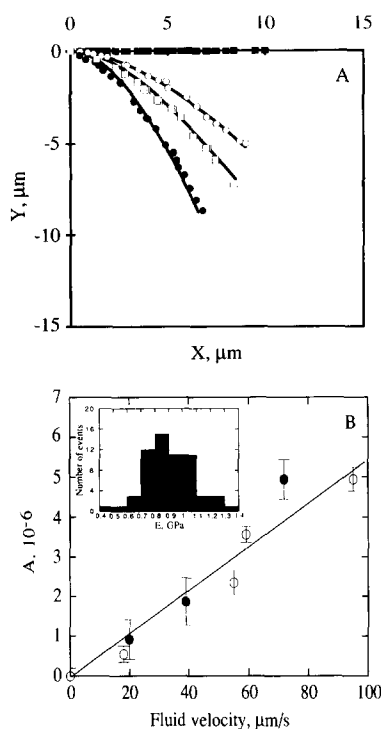 0 5 10 15
A
0
-5
-10
-15
Y, μm
X, μm
B
7
6
5
4
3
2
1
0
A. 10⁻⁶
20
16
12
8
4
0
Number of events
0.4 0.5 0.6 0.7 0.8 0.9 1 1.1 1.2 1.3 1.4
E, GPa
0 20 40 60 80 100
Fluid velocity, μm/s